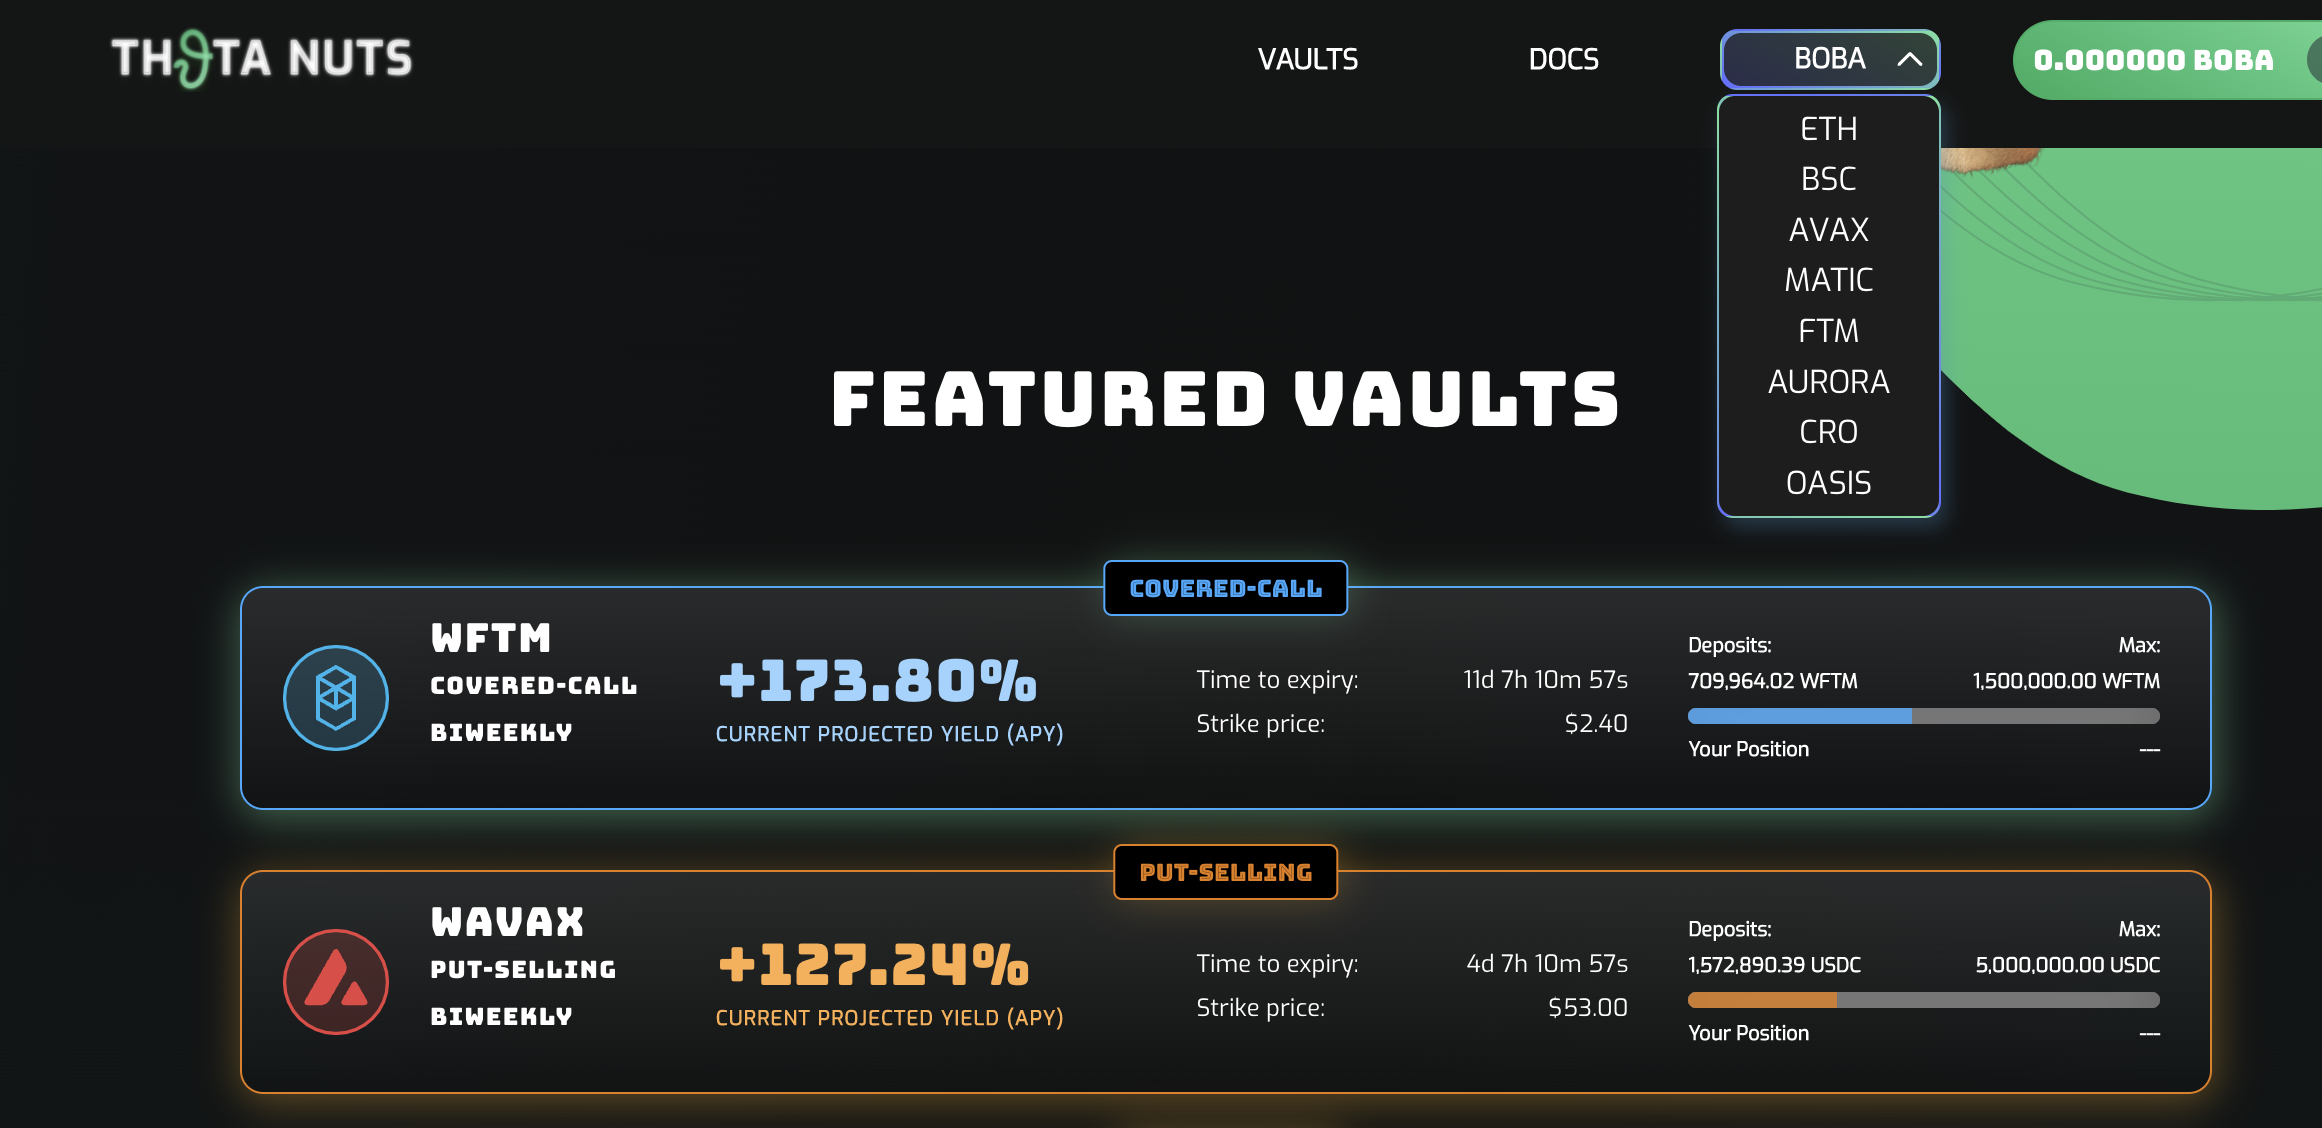 THϑTA NUTS
VAULTS
DOCS
BOBA
0.000000 BOBA
ETH
BSC
AVAX
MATIC
FTM
AURORA
CRO
OASIS
FEATURED VAULTS
COVERED-CALL
WFTM
COVERED-CALL
BIWEEKLY
+173.80%
CURRENT PROJECTED YIELD (APY)
Time to expiry: 11d 7h 10m 57s
Strike price: $2.40
Deposits: Max:
709,964.02 WFTM 1,500,000.00 WFTM
Your Position ---
PUT-SELLING
WAVAX
PUT-SELLING
BIWEEKLY
+127.24%
CURRENT PROJECTED YIELD (APY)
Time to expiry: 4d 7h 10m 57s
Strike price: $53.00
Deposits: Max:
1,572,890.39 USDC 5,000,000.00 USDC
Your Position ---